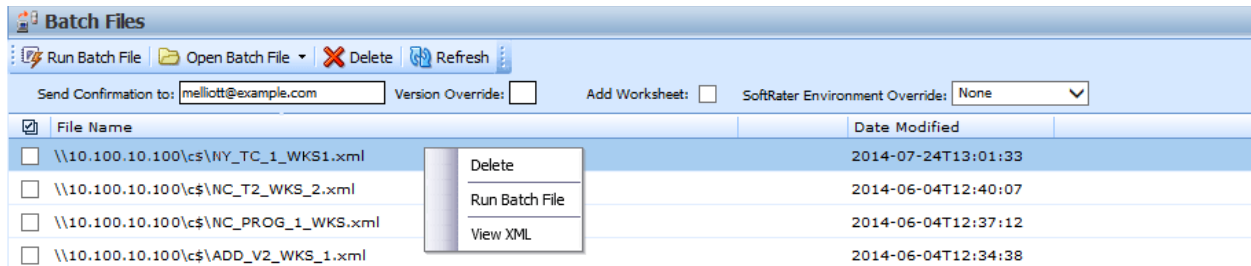 Batch Files
Run Batch File Open Batch File Delete Refresh
Send Confirmation to: melliott@example.com Version Override: Add Worksheet: SoftRater Environment Override: None
File Name Date Modified
\\10.100.10.100\c$\NY_TC_1_WKS1.xml 2014-07-24T13:01:33
Delete
\\10.100.10.100\c$\NC_T2_WKS_2.xml 2014-06-04T12:40:07
Run Batch File
\\10.100.10.100\c$\NC_PROG_1_WKS.xml 2014-06-04T12:37:12
View XML
\\10.100.10.100\c$\ADD_V2_WKS_1.xml 2014-06-04T12:34:38